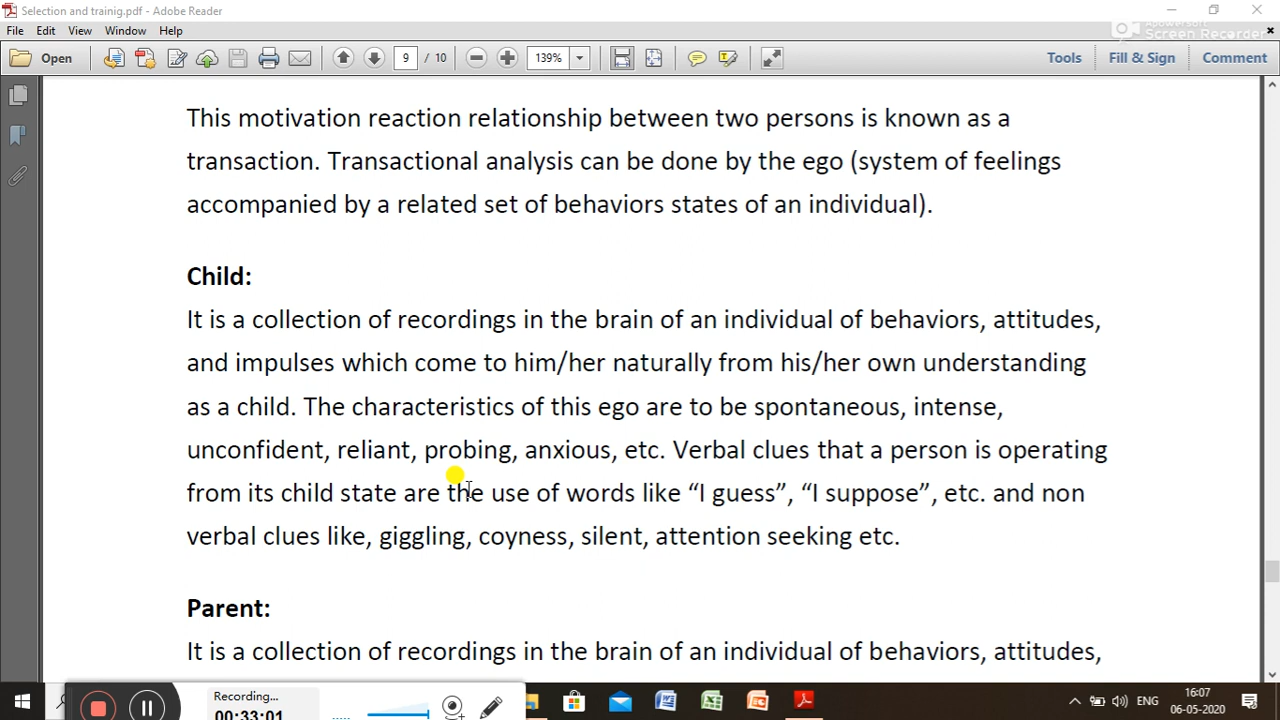 Selection and trainig.pdf - Adobe Reader
File Edit View Window Help
Apowersoft
Screen Recorder
Open 9 / 10 139% Tools Fill & Sign Comment
This motivation reaction relationship between two persons is known as a
transaction. Transactional analysis can be done by the ego (system of feelings
accompanied by a related set of behaviors states of an individual).
Child:
It is a collection of recordings in the brain of an individual of behaviors, attitudes,
and impulses which come to him/her naturally from his/her own understanding
as a child. The characteristics of this ego are to be spontaneous, intense,
unconfident, reliant, probing, anxious, etc. Verbal clues that a person is operating
from its child state are the use of words like “I guess”, “I suppose”, etc. and non
verbal clues like, giggling, coyness, silent, attention seeking etc.
Parent:
It is a collection of recordings in the brain of an individual of behaviors, attitudes,
Recording...
00:33:01
ENG
16:07
06-05-2020